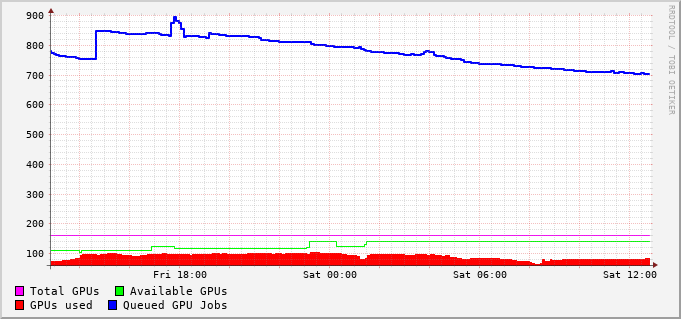 900
800
700
600
500
400
300
200
100
Fri 18:00 Sat 00:00 Sat 06:00 Sat 12:00
Total GPUs Available GPUs
GPUs used Queued GPU Jobs
RRDTOOL / TOBI OETIKER